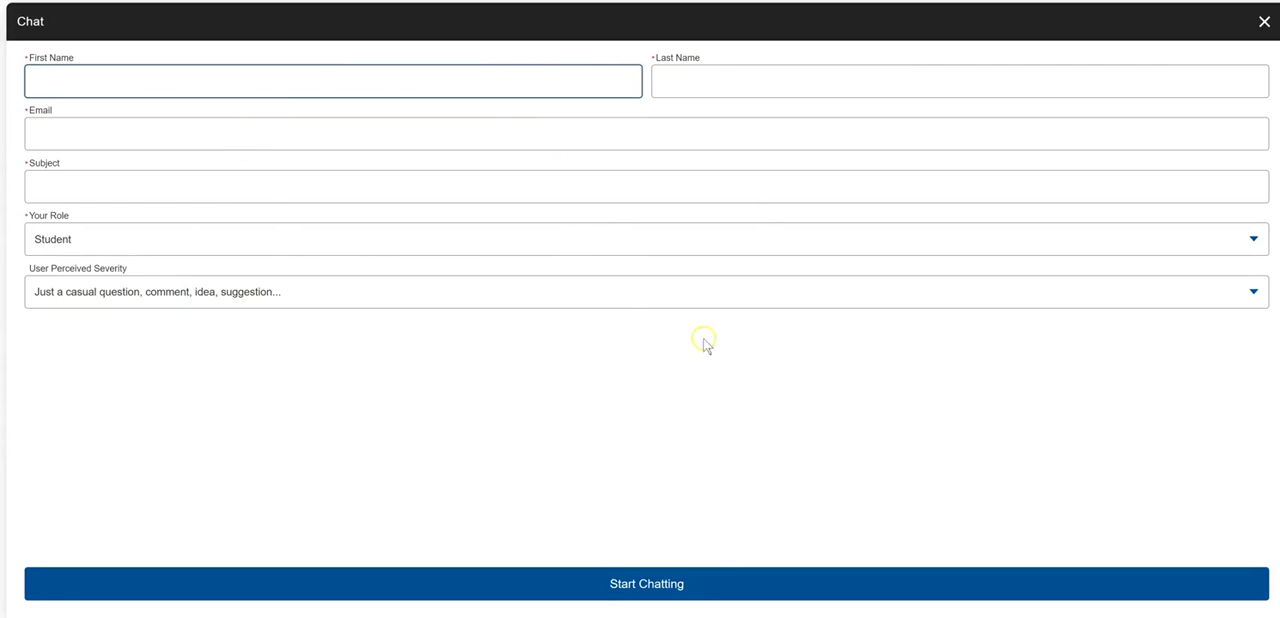 Chat
*First Name
*Last Name
*Email
*Subject
*Your Role
Student
User Perceived Severity
Just a casual question, comment, idea, suggestion...
Start Chatting